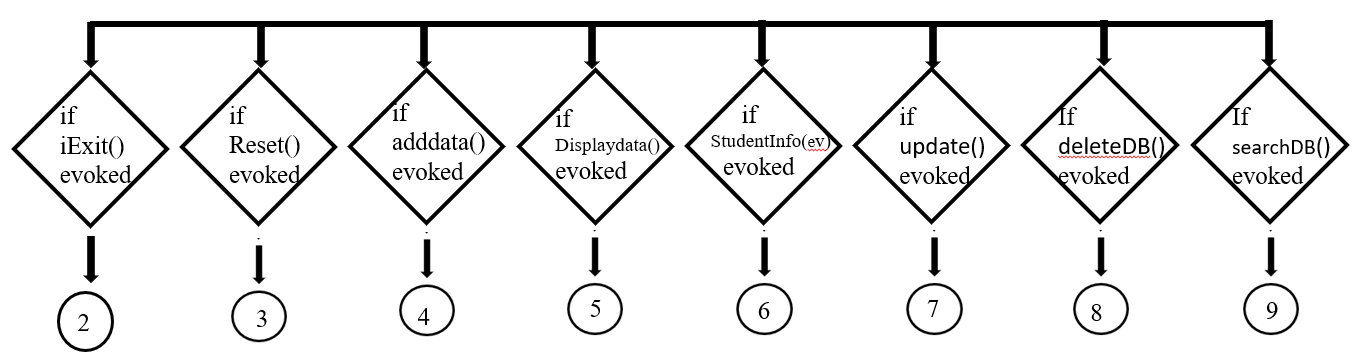 if
iExit()
evoked
if
Reset()
evoked
if
adddata()
evoked
if
Displaydata()
evoked
if
StudentInfo(ev)
evoked
if
update()
evoked
If
deleteDB()
evoked
If
searchDB()
evoked
2
3
4
5
6
7
8
9